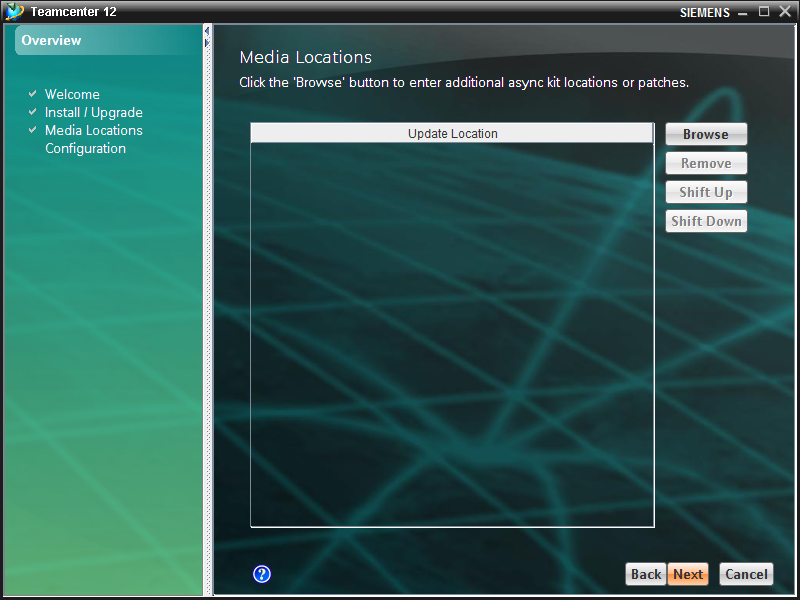 Teamcenter 12
SIEMENS
Overview
Welcome
Install / Upgrade
Media Locations
Configuration
Media Locations
Click the 'Browse' button to enter additional async kit locations or patches.
Update Location
Browse
Remove
Shift Up
Shift Down
?
Back Next Cancel